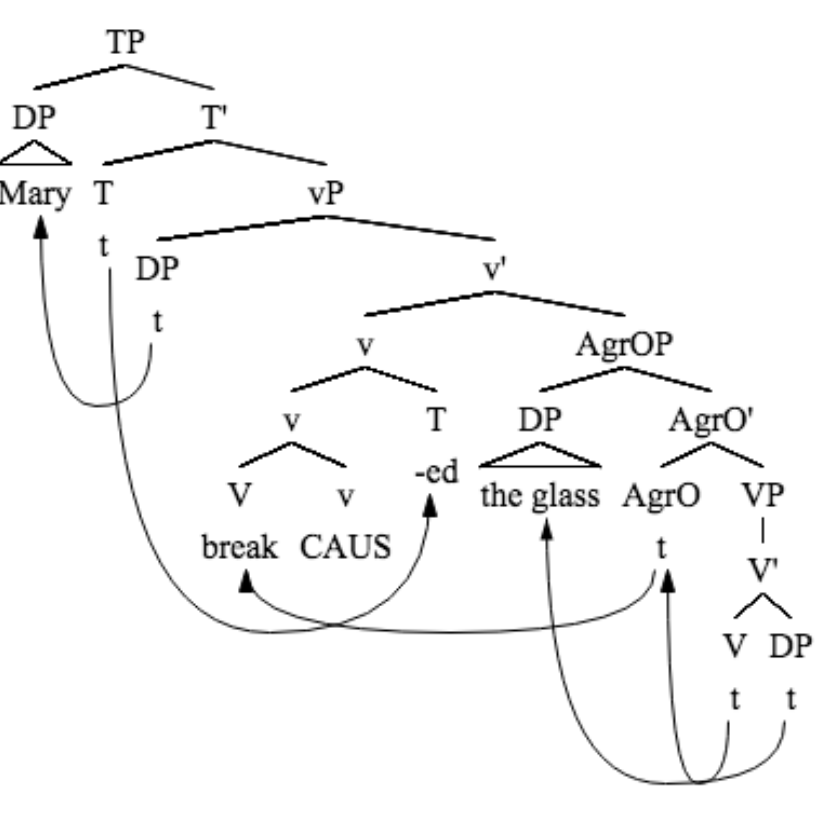 TP
DP T'
Mary T vP
t DP v'
t v AgrOP
v T DP AgrO'
V v -ed the glass AgrO VP
break CAUS t V'
V DP
t t